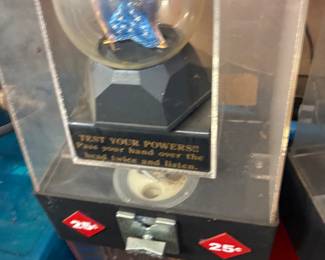 TEST YOUR POWERS!!
Pass your hand over the
head twice and listen.
25¢
25¢